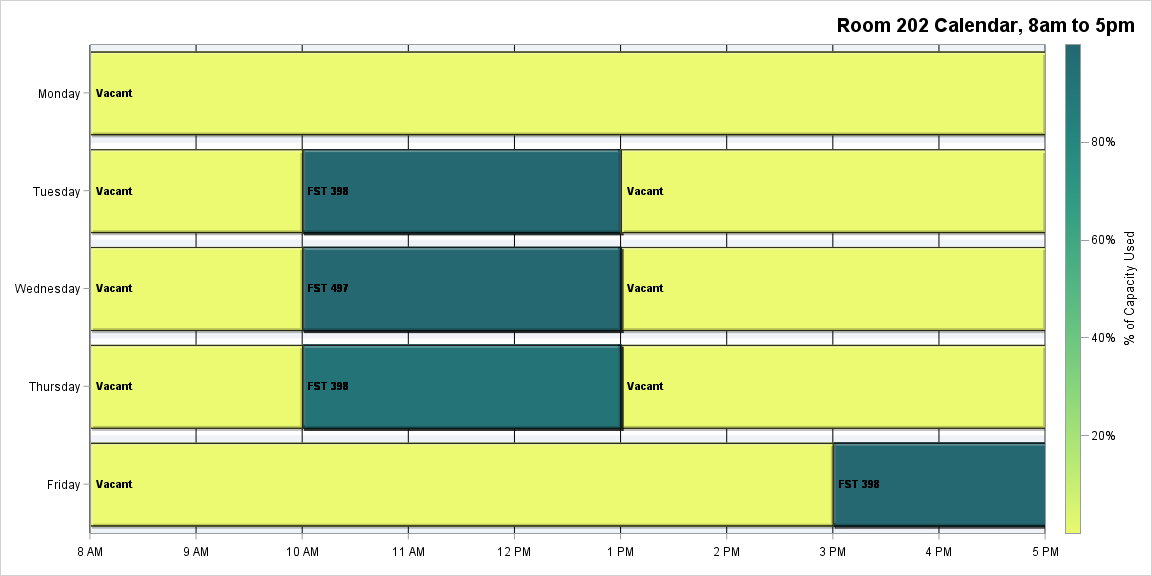 Room 202 Calendar, 8am to 5pm
Monday
Vacant
Tuesday
Vacant
FST 398
Vacant
Wednesday
Vacant
FST 497
Vacant
Thursday
Vacant
FST 398
Vacant
Friday
Vacant
FST 398
8 AM
9 AM
10 AM
11 AM
12 PM
1 PM
2 PM
3 PM
4 PM
5 PM
80%
60%
40%
20%
% of Capacity Used